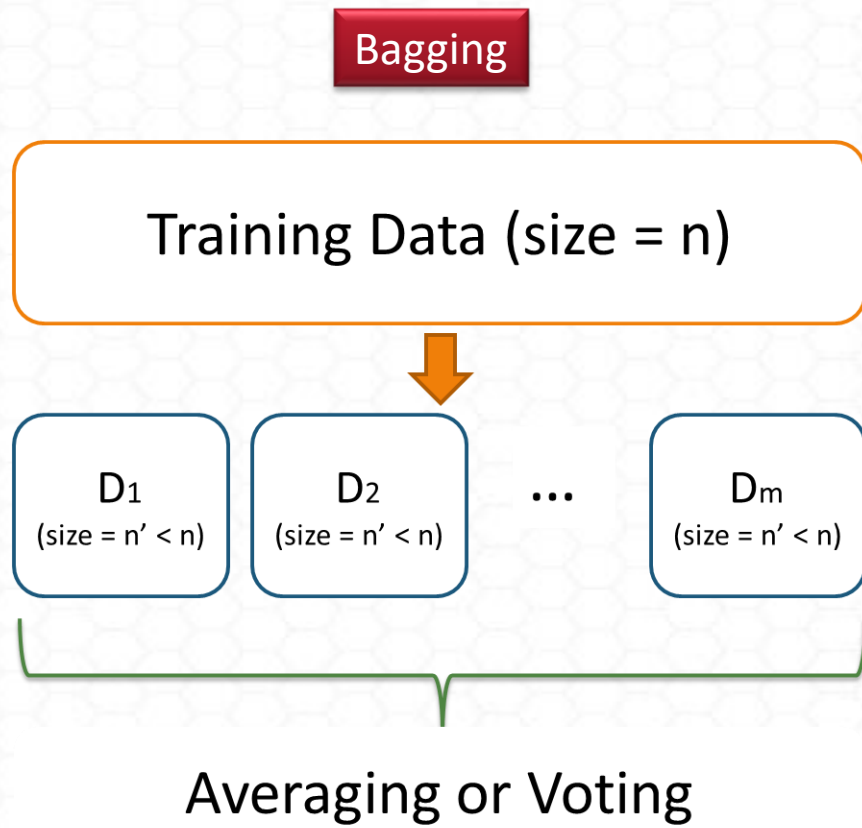 Bagging
Training Data (size = n)
D1 D2 ... Dm
(size = n’ < n) (size = n’ < n) (size = n’ < n)
Averaging or Voting